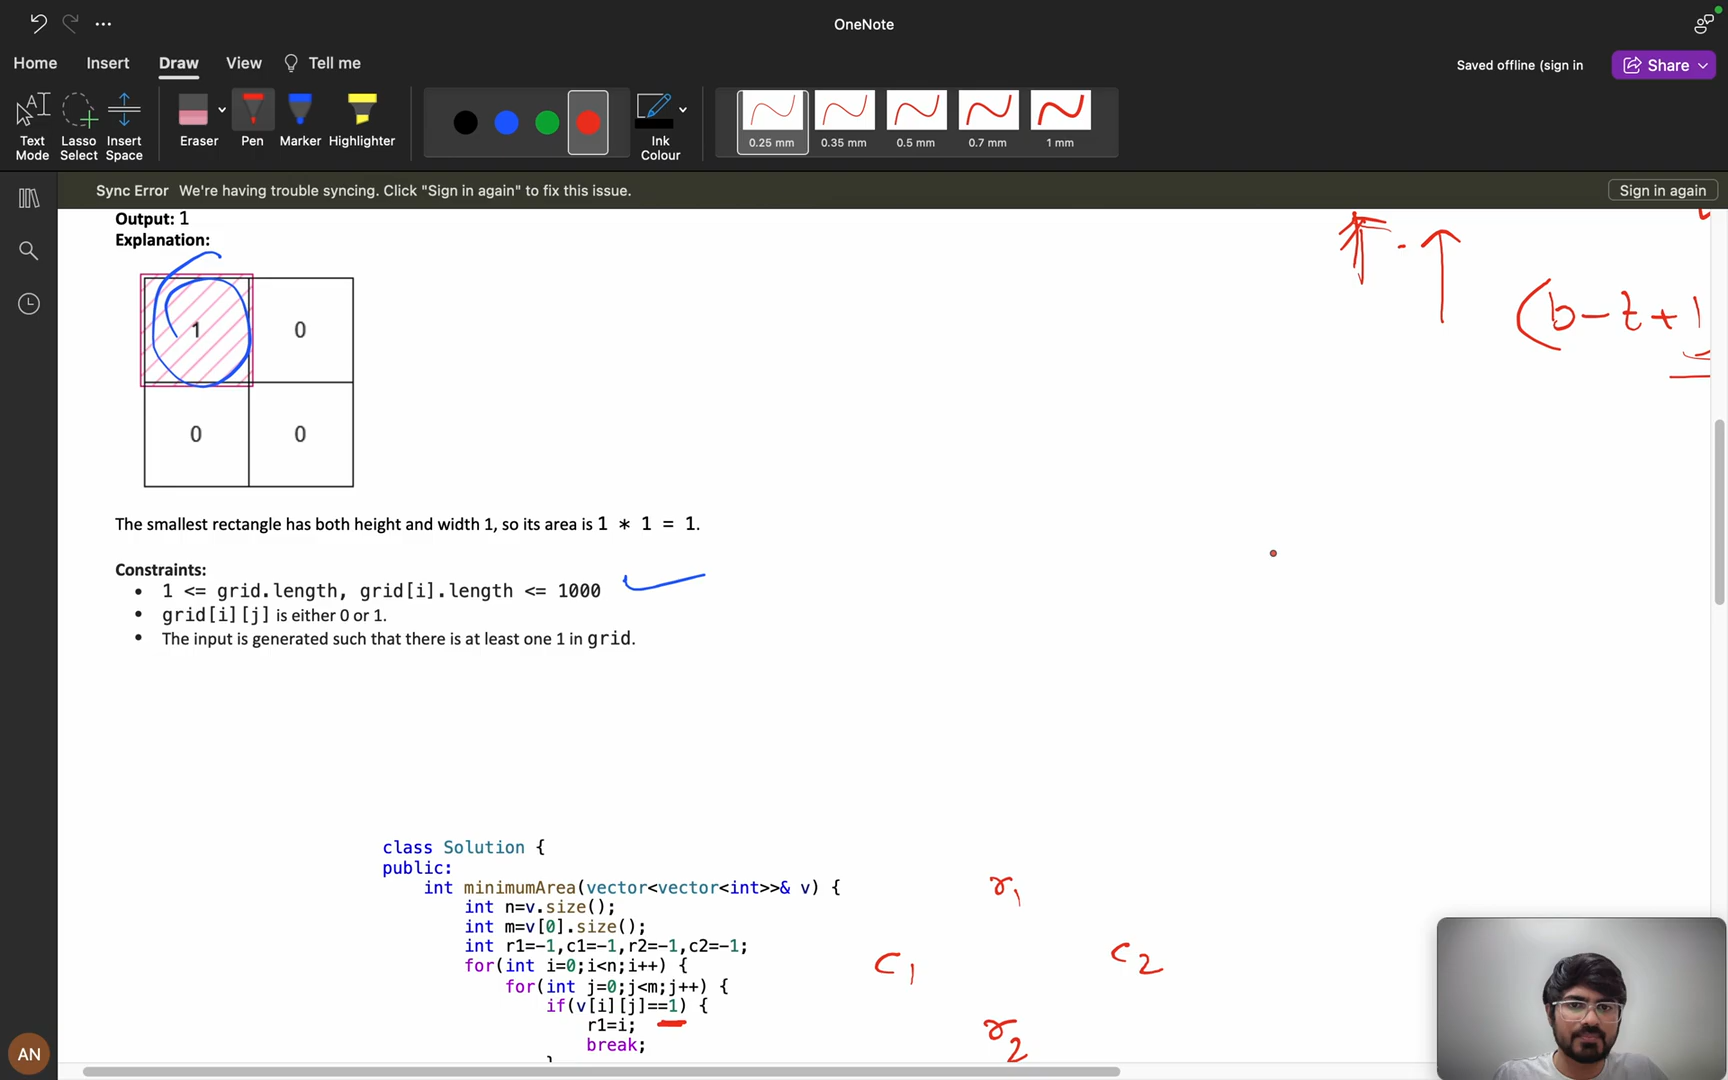 OneNote
Home Insert Draw View Tell me
Saved offline (sign in
Share
Text Mode
Lasso Select
Insert Space
Eraser
Pen
Marker
Highlighter
Ink Colour
0.25 mm
0.35 mm
0.5 mm
0.7 mm
1 mm
Sync Error We're having trouble syncing. Click "Sign in again" to fix this issue.
Sign in again
Output: 1
Explanation:
1 0
0 0
(b-t+1
The smallest rectangle has both height and width 1, so its area is 1 * 1 = 1.
Constraints:
• 1 <= grid.length, grid[i].length <= 1000
• grid[i][j] is either 0 or 1.
• The input is generated such that there is at least one 1 in grid.
class Solution {
public:
int minimumArea(vector<vector<int>>& v) {
int n=v.size();
int m=v[0].size();
int r1=-1,c1=-1,r2=-1,c2=-1;
for(int i=0;i<n;i++) {
for(int j=0;j<m;j++) {
if(v[i][j]==1) {
r1=i;
break;
r1
c1 c2
r2
AN